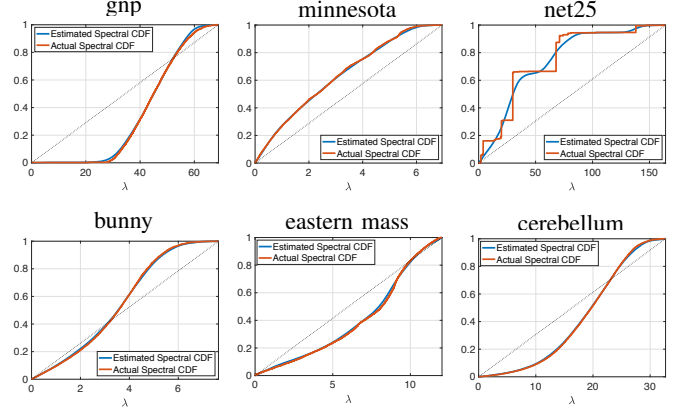 gnp
Estimated Spectral CDF
Actual Spectral CDF
1
0.8
0.6
0.4
0.2
0
0 20 40 60
λ
minnesota
Estimated Spectral CDF
Actual Spectral CDF
1
0.8
0.6
0.4
0.2
0
0 2 4 6
λ
net25
Estimated Spectral CDF
Actual Spectral CDF
1
0.8
0.6
0.4
0.2
0
0 50 100 150
λ
bunny
Estimated Spectral CDF
Actual Spectral CDF
1
0.8
0.6
0.4
0.2
0
0 2 4 6
λ
eastern mass
Estimated Spectral CDF
Actual Spectral CDF
1
0.8
0.6
0.4
0.2
0
0 5 10
λ
cerebellum
Estimated Spectral CDF
Actual Spectral CDF
1
0.8
0.6
0.4
0.2
0
0 10 20 30
λ